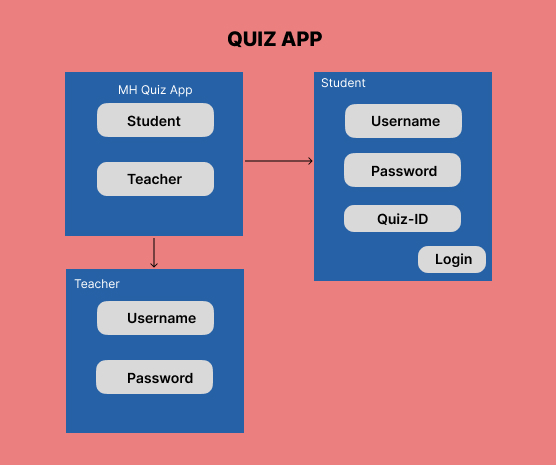 QUIZ APP
MH Quiz App
Student
Teacher
Student
Username
Password
Quiz-ID
Login
Teacher
Username
Password